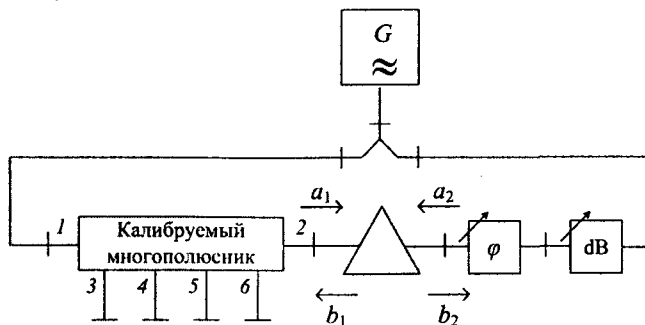 G
≈
a₁ a₂
1 Калибруемый многополюсник 2
φ dB
3 4 5 6
b₁ b₂